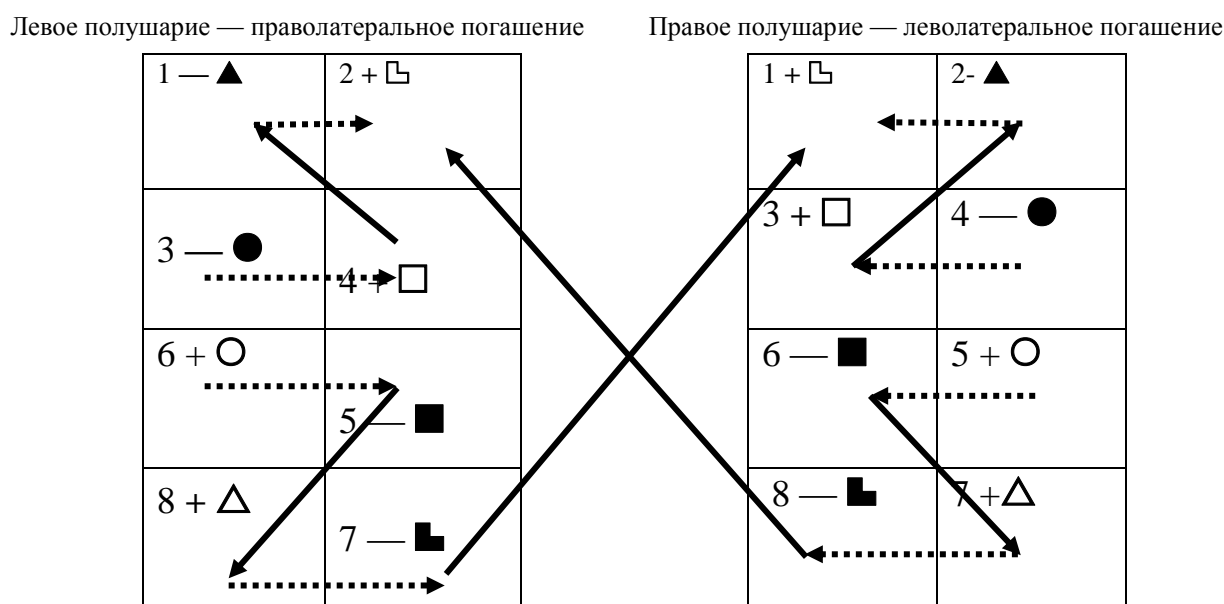 Левое полушарие — праволатеральное погашение Правое полушарие — леволатеральное погашение
1 — ▲ 2 + 1 + 2- ▲
3 — ● 4 + □ 3 + □ 4 — ●
6 + ○ 5 — ■ 6 — ■ 5 + ○
8 + △ 7 — 8 — 7 + △